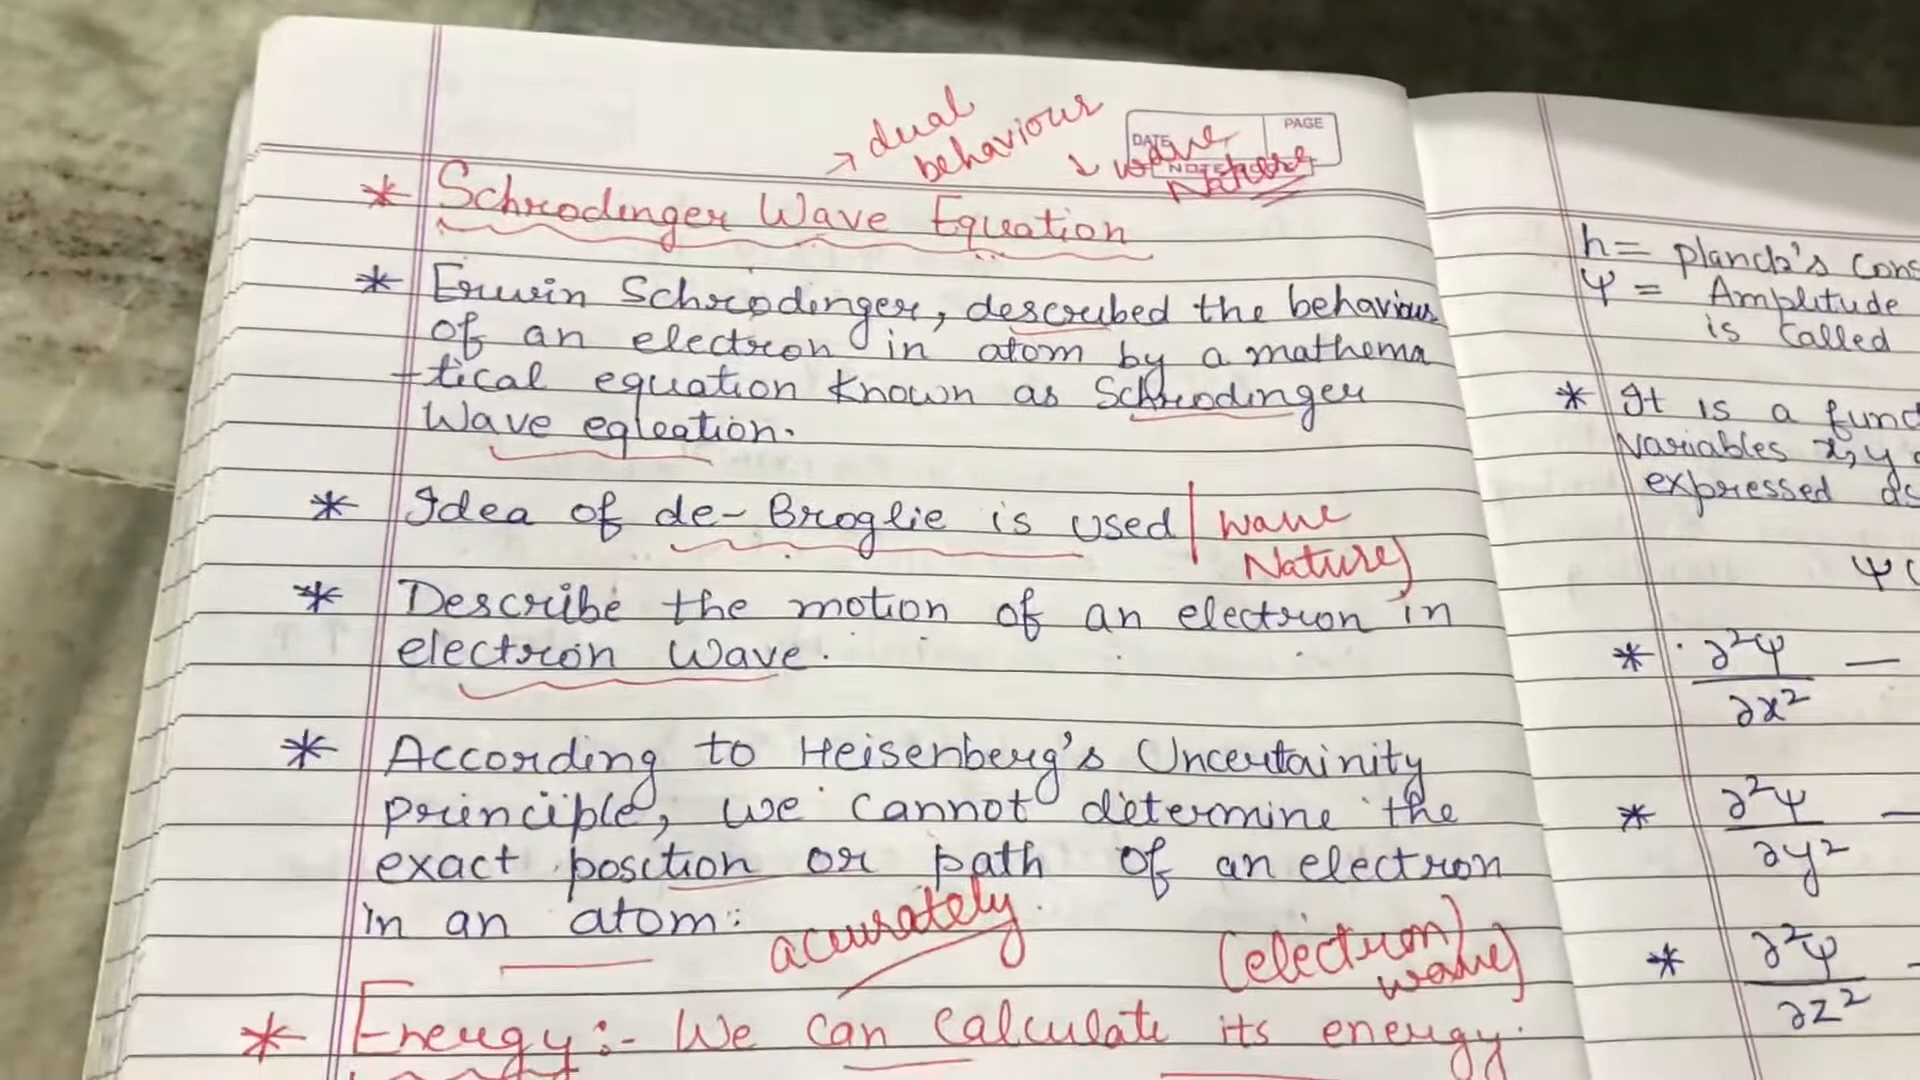 → dual
behaviour
↓ wave
Nature
DATE
PAGE
* Schrodinger Wave Equation
* Erwin Schrodinger, described the behaviour
of an electron in atom by a mathema
-tical equation known as Schrodinger
Wave eqleation.
* Idea of de-Broglie is used | wave
Nature)
* Describe the motion of an electron in
electron wave.
* According to Heisenberg's Uncertainity
principle, we cannot determine the
exact position or path of an electron
in an atom:
accurately.
(electron
wave)
* Energy:- We can calculate its energy.
h = planck's Cons
Ψ = Amplitude
is called
* It is a func
variables x, y
expressed as
Ψ(
* ∂²Ψ —
∂x²
* ∂²Ψ —
∂y²
* ∂²Ψ -
∂z²